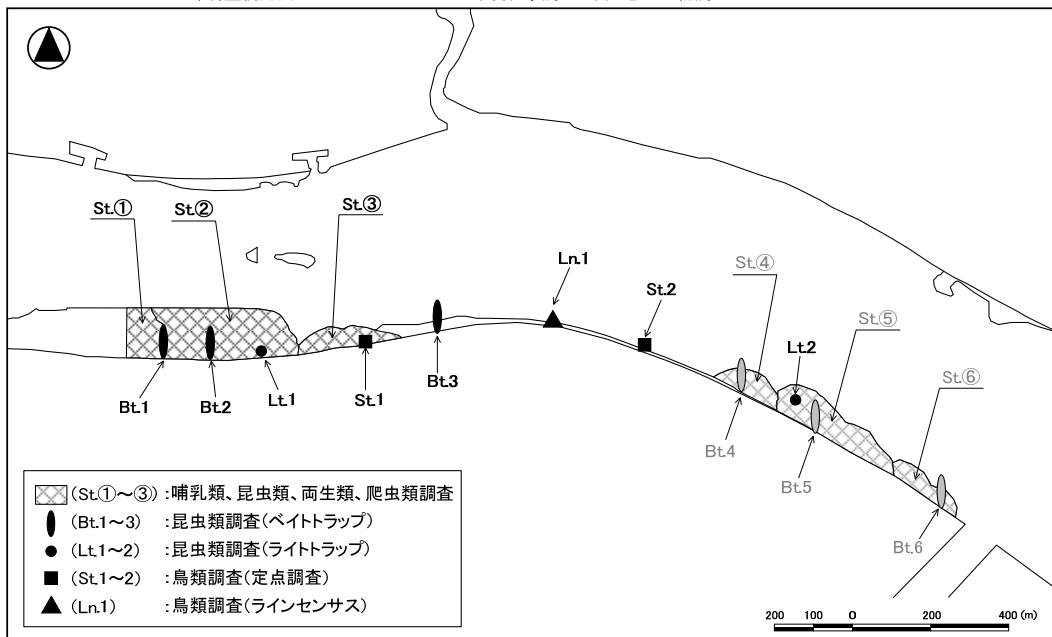 St.①
St.②
St.③
Ln.1
St.2
St.④
St.⑤
Lt.2
St.⑥
Bt.1
Bt.2
Lt.1
St.1
Bt.3
Bt.4
Bt.5
Bt.6
(St.①～③) :哺乳類、昆虫類、両生類、爬虫類調査
(Bt.1～3) :昆虫類調査(ベイトトラップ)
(Lt.1～2) :昆虫類調査(ライトトラップ)
(St.1～2) :鳥類調査(定点調査)
(Ln.1) :鳥類調査(ラインセンサス)
200 100 0 200 400 (m)